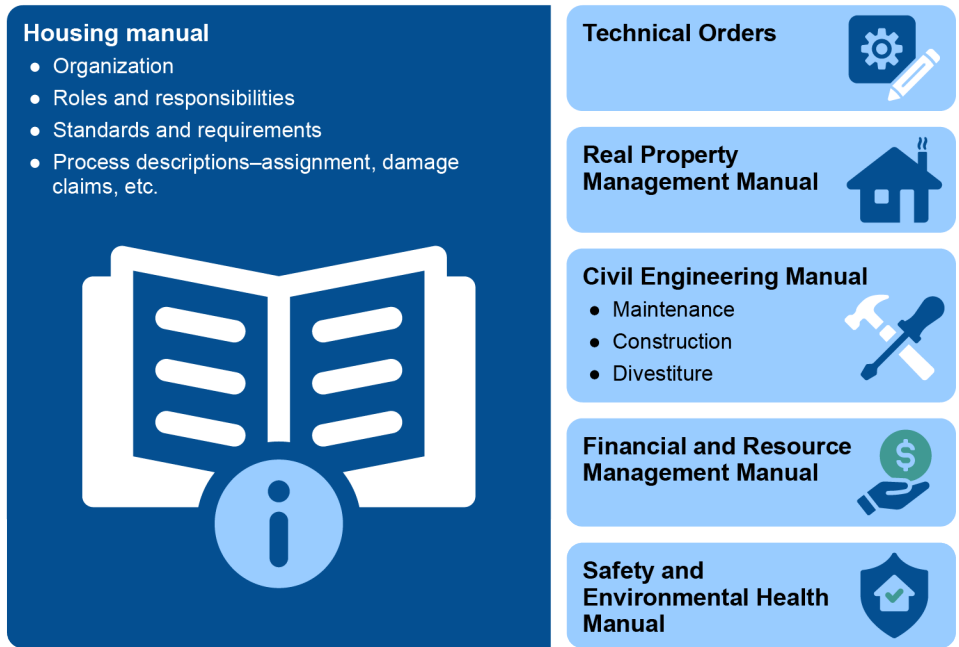 Housing manual
● Organization
● Roles and responsibilities
● Standards and requirements
● Process descriptions–assignment, damage
claims, etc.
Technical Orders
Real Property
Management Manual
Civil Engineering Manual
● Maintenance
● Construction
● Divestiture
Financial and Resource
Management Manual
$
Safety and
Environmental Health
Manual
i